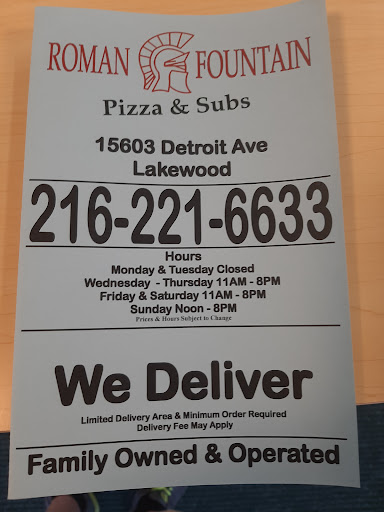 ROMAN FOUNTAIN
Pizza & Subs
15603 Detroit Ave
Lakewood
216-221-6633
Hours
Monday & Tuesday Closed
Wednesday - Thursday 11AM - 8PM
Friday & Saturday 11AM - 8PM
Sunday Noon - 8PM
Prices & Hours Subject to Change
We Deliver
Limited Delivery Area & Minimum Order Required
Delivery Fee May Apply
Family Owned & Operated